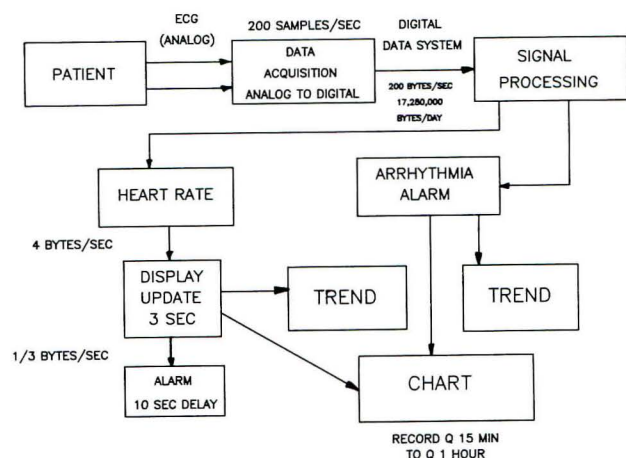 ECG
(ANALOG)
200 SAMPLES/SEC
DIGITAL
DATA SYSTEM
PATIENT
DATA
ACQUISITION
ANALOG TO DIGITAL
SIGNAL
PROCESSING
200 BYTES/SEC
17,280,000
BYTES/DAY
HEART RATE
ARRHYTHMIA
ALARM
4 BYTES/SEC
DISPLAY
UPDATE
3 SEC
TREND
TREND
1/3 BYTES/SEC
ALARM
10 SEC DELAY
CHART
RECORD Q 15 MIN
TO Q 1 HOUR